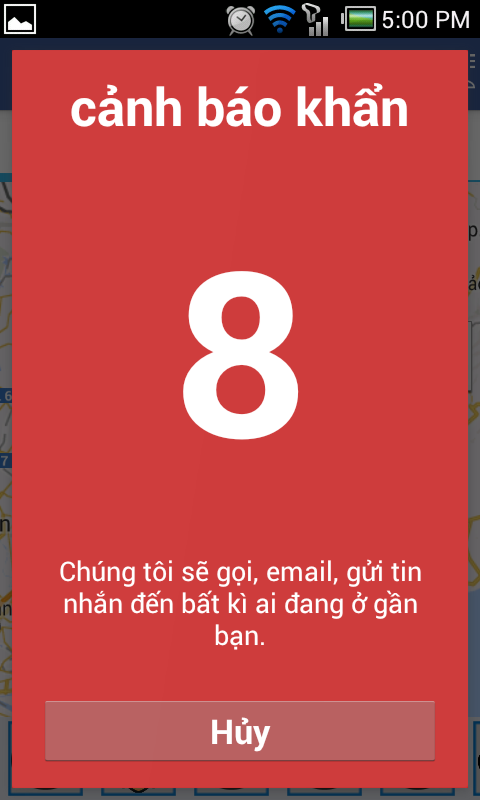 5:00 PM
cảnh báo khẩn
8
Chúng tôi sẽ gọi, email, gửi tin
nhắn đến bất kì ai đang ở gần
bạn.
Hủy